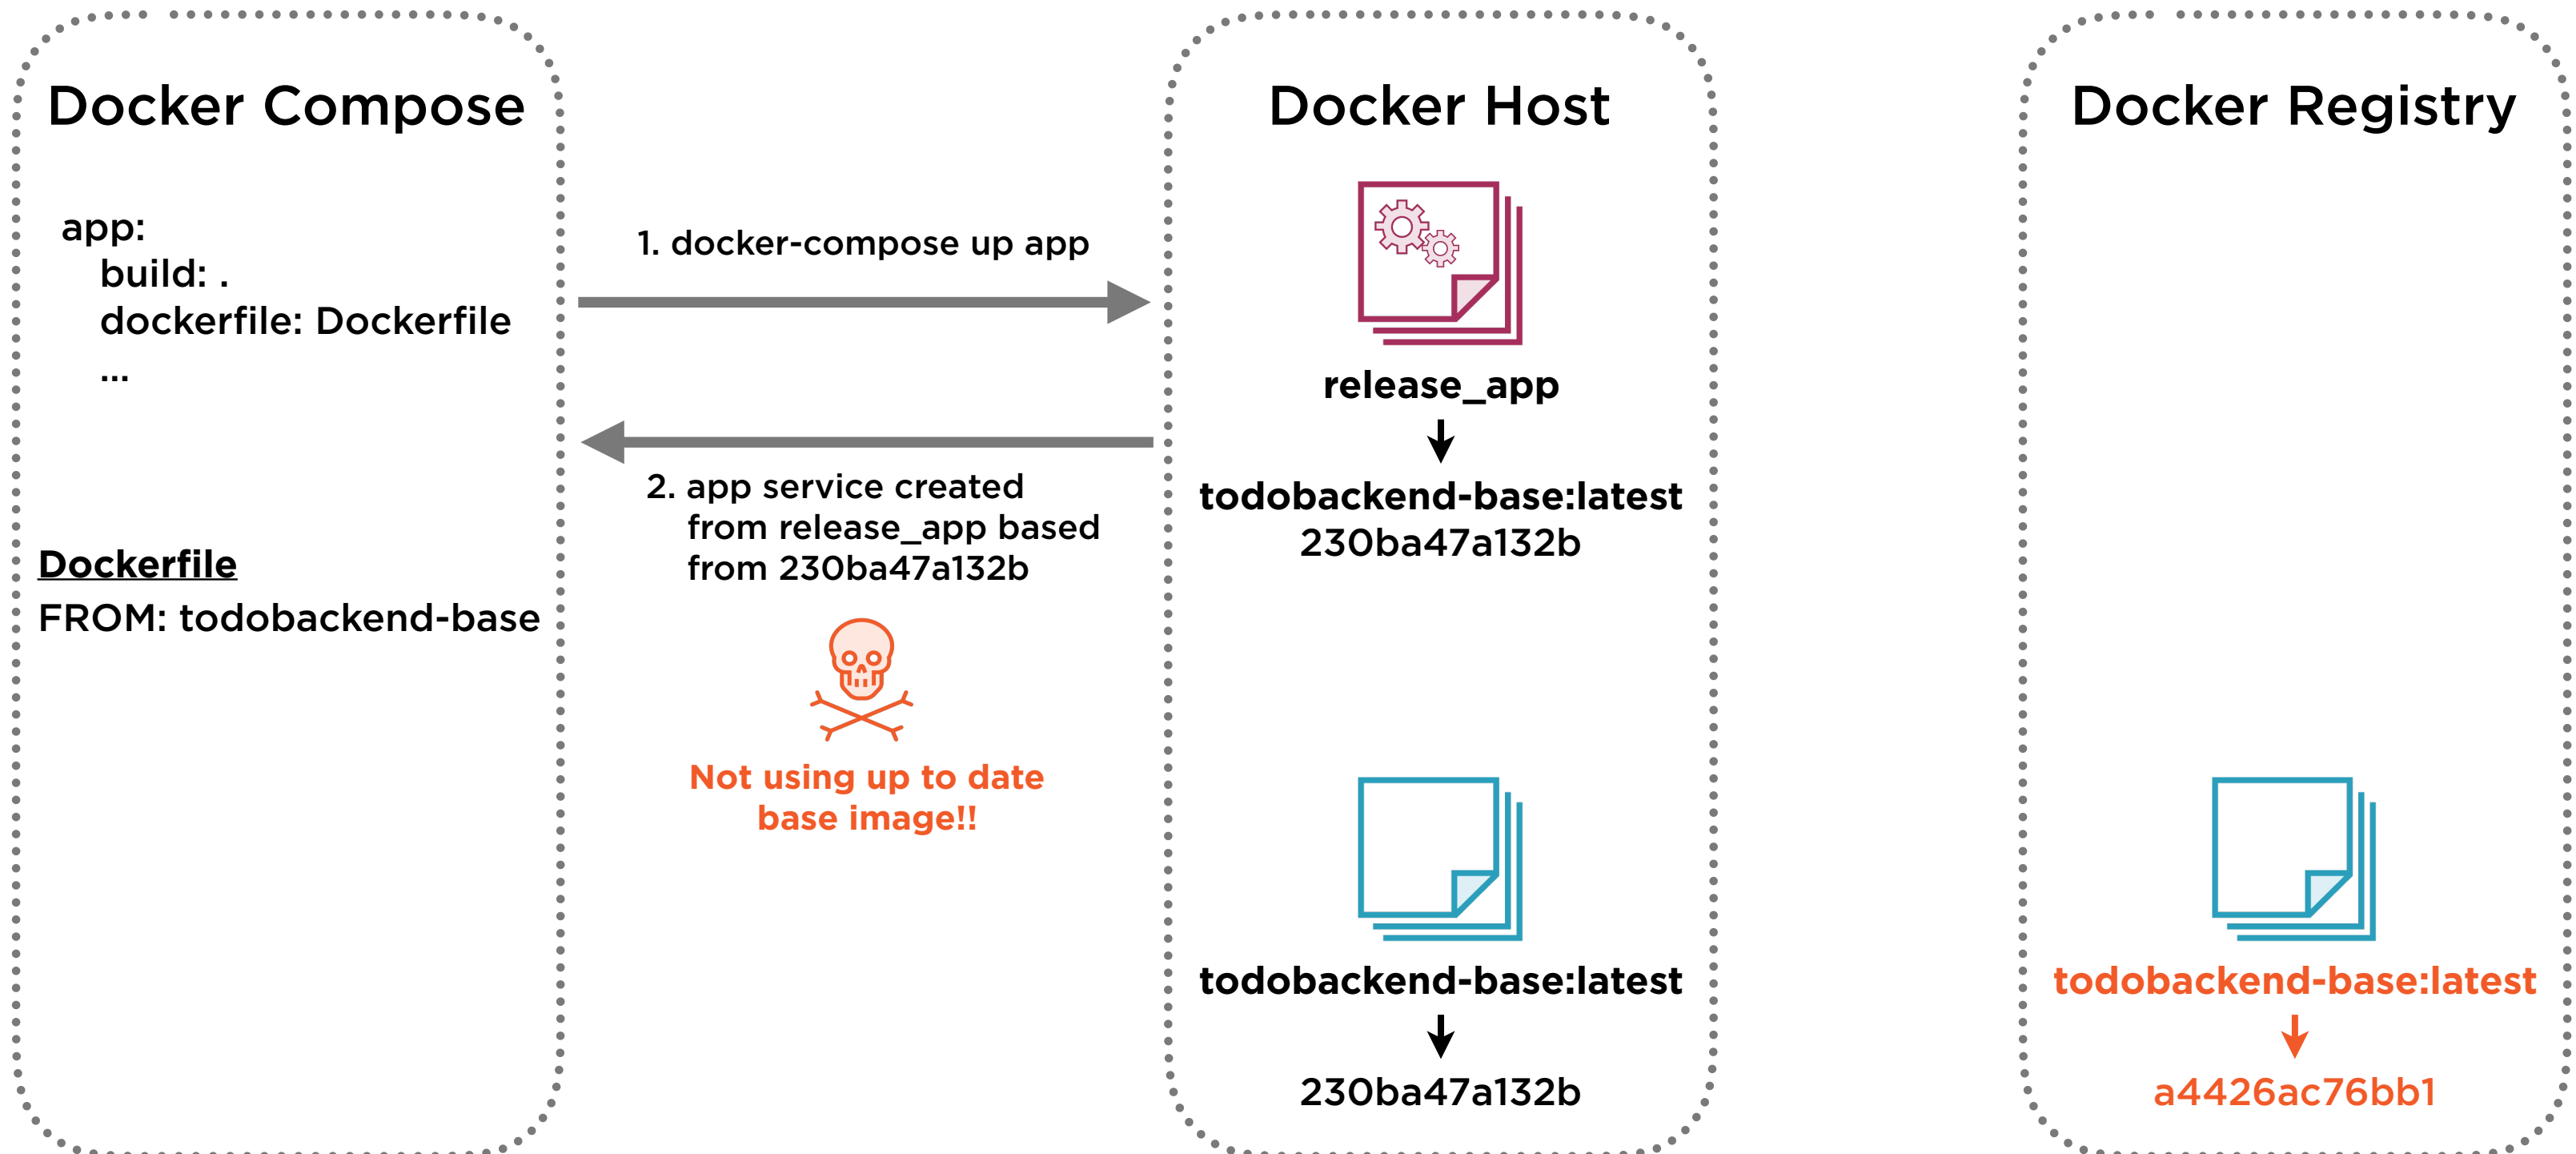 Docker Compose
app:
build: .
dockerfile: Dockerfile
...
Dockerfile
FROM: todobackend-base
1. docker-compose up app
2. app service created
from release_app based
from 230ba47a132b
Not using up to date
base image!!
Docker Host
release_app
todobackend-base:latest
230ba47a132b
todobackend-base:latest
230ba47a132b
Docker Registry
todobackend-base:latest
a4426ac76bb1